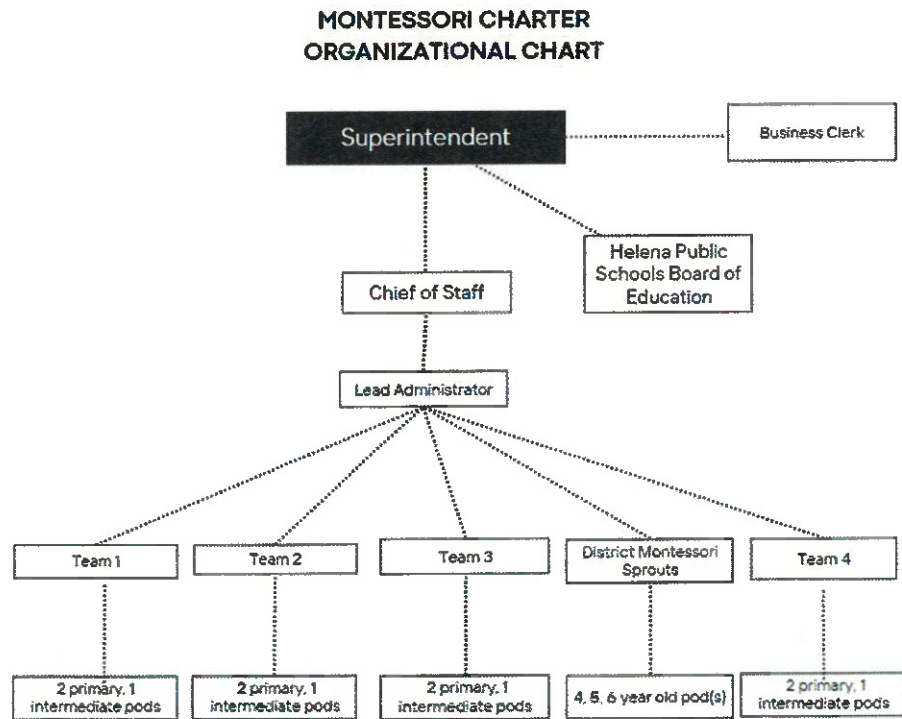 MONTESSORI CHARTER
ORGANIZATIONAL CHART
Superintendent
Business Clerk
Helena Public
Schools Board of
Education
Chief of Staff
Lead Administrator
Team 1
Team 2
Team 3
District Montessori
Sprouts
Team 4
2 primary, 1
intermediate pods
2 primary, 1
intermediate pods
2 primary, 1
intermediate pods
4, 5, 6 year old pod(s)
2 primary, 1
intermediate pods